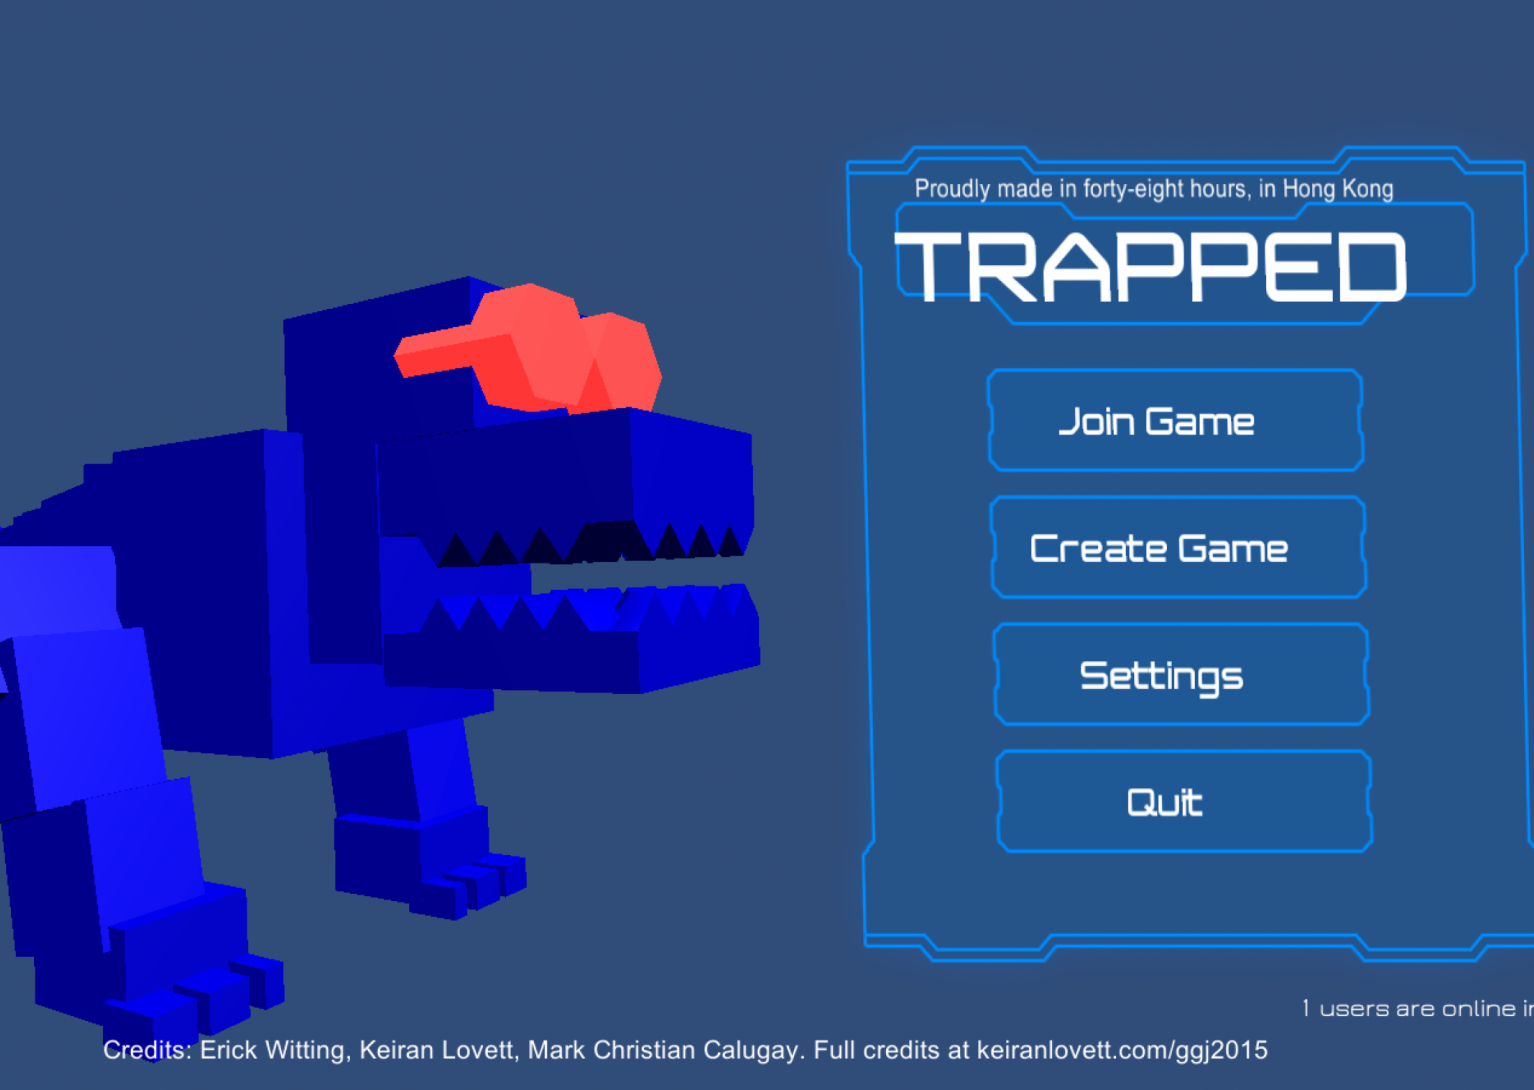 Proudly made in forty-eight hours, in Hong Kong
TRAPPED
Join Game
Create Game
Settings
Quit
1 users are online i
Credits: Erick Witting, Keiran Lovett, Mark Christian Calugay. Full credits at keiranlovett.com/ggj2015